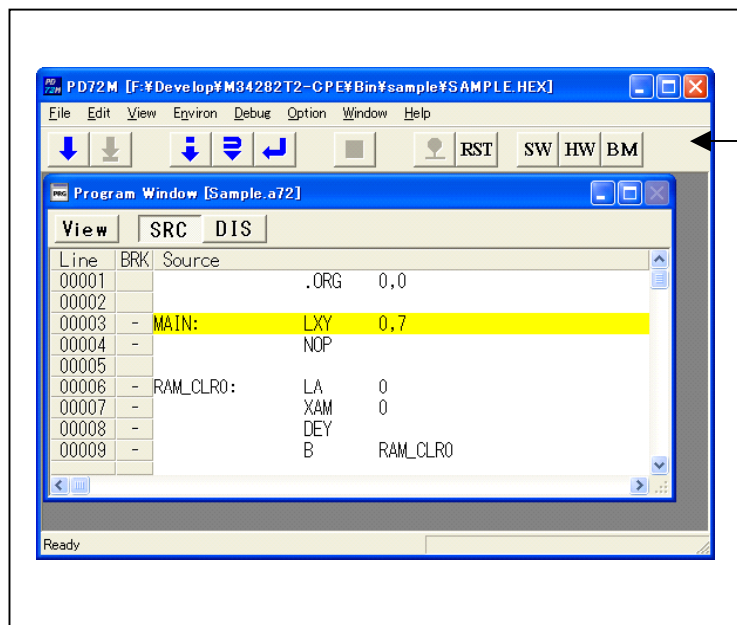 PD72M [F:¥Develop¥M34282T2-CPE¥Bin¥sample¥SAMPLE.HEX]
File Edit View Environ Debug Option Window Help
RST SW HW BM
PRG Program Window [Sample.a72]
View SRC DIS
Line BRK Source
00001 .ORG 0,0
00002
00003 - MAIN: LXY 0,7
00004 - NOP
00005
00006 - RAM_CLR0: LA 0
00007 - XAM 0
00008 - DEY
00009 - B RAM_CLR0
Ready